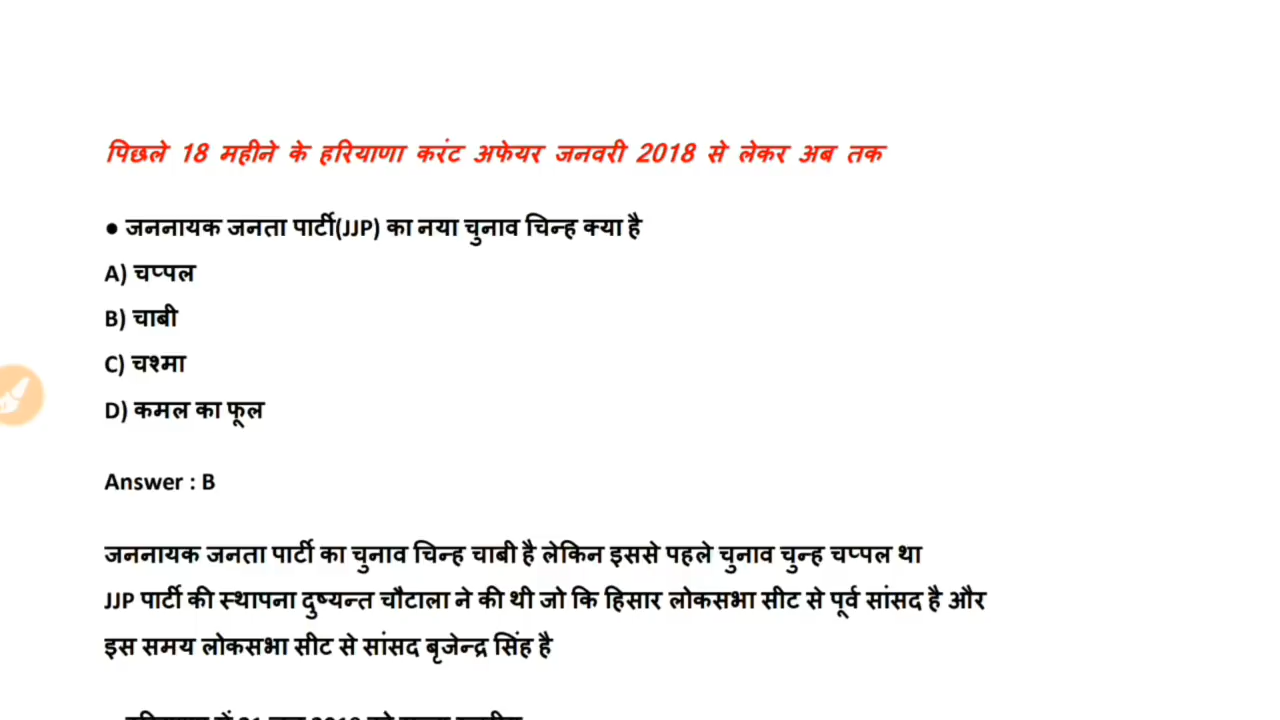 पिछले 18 महीने के हरियाणा करंट अफेयर जनवरी 2018 से लेकर अब तक
● जननायक जनता पार्टी(JJP) का नया चुनाव चिन्ह क्या है
A) चप्पल
B) चाबी
C) चश्मा
D) कमल का फूल
Answer : B
जननायक जनता पार्टी का चुनाव चिन्ह चाबी है लेकिन इससे पहले चुनाव चुन्ह चप्पल था
JJP पार्टी की स्थापना दुष्यन्त चौटाला ने की थी जो कि हिसार लोकसभा सीट से पूर्व सांसद है और
इस समय लोकसभा सीट से सांसद बृजेन्द्र सिंह है